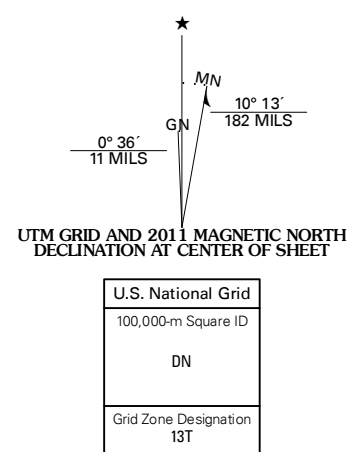 ★
MN
GN
10° 13´
182 MILS
0° 36´
11 MILS
UTM GRID AND 2011 MAGNETIC NORTH
DECLINATION AT CENTER OF SHEET
U.S. National Grid
100,000-m Square ID
DN
Grid Zone Designation
13T